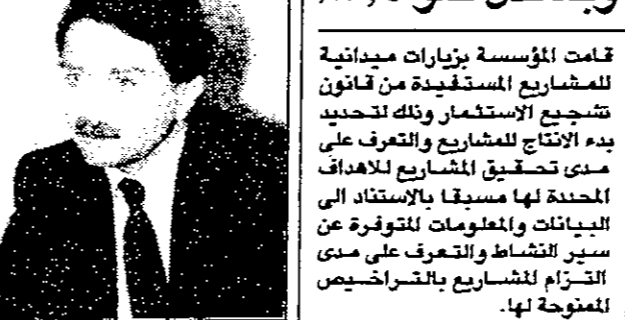 قامت المؤسسة بزيارات ميدانية
للمشاريع المستفيدة من قانون
تشجيع الاستثمار وذلك لتحديد
بدء الانتاج للمشاريع والتعرف على
مدى تحقيق المشاريع للاهداف
المحددة لها مسبقا بالاستناد الى
البيانات والمعلومات المتوفرة عن
سير النشاط والتعرف على مدى
التزام المشاريع بالتراخيص
الممنوحة لها.